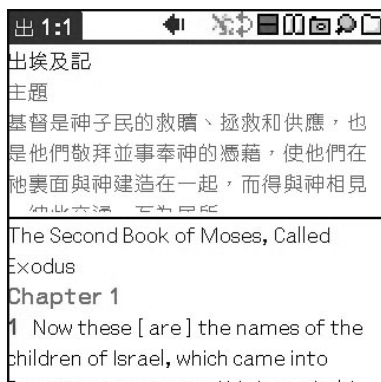 出 1:1
出埃及記
主題
基督是神子民的救贖、拯救和供應，也
是他們敬拜並事奉神的憑藉，使他們在
祂裏面與神建造在一起，而得與神相見
The Second Book of Moses, Called
Exodus
Chapter 1
1 Now these [ are ] the names of the
children of Israel, which came into